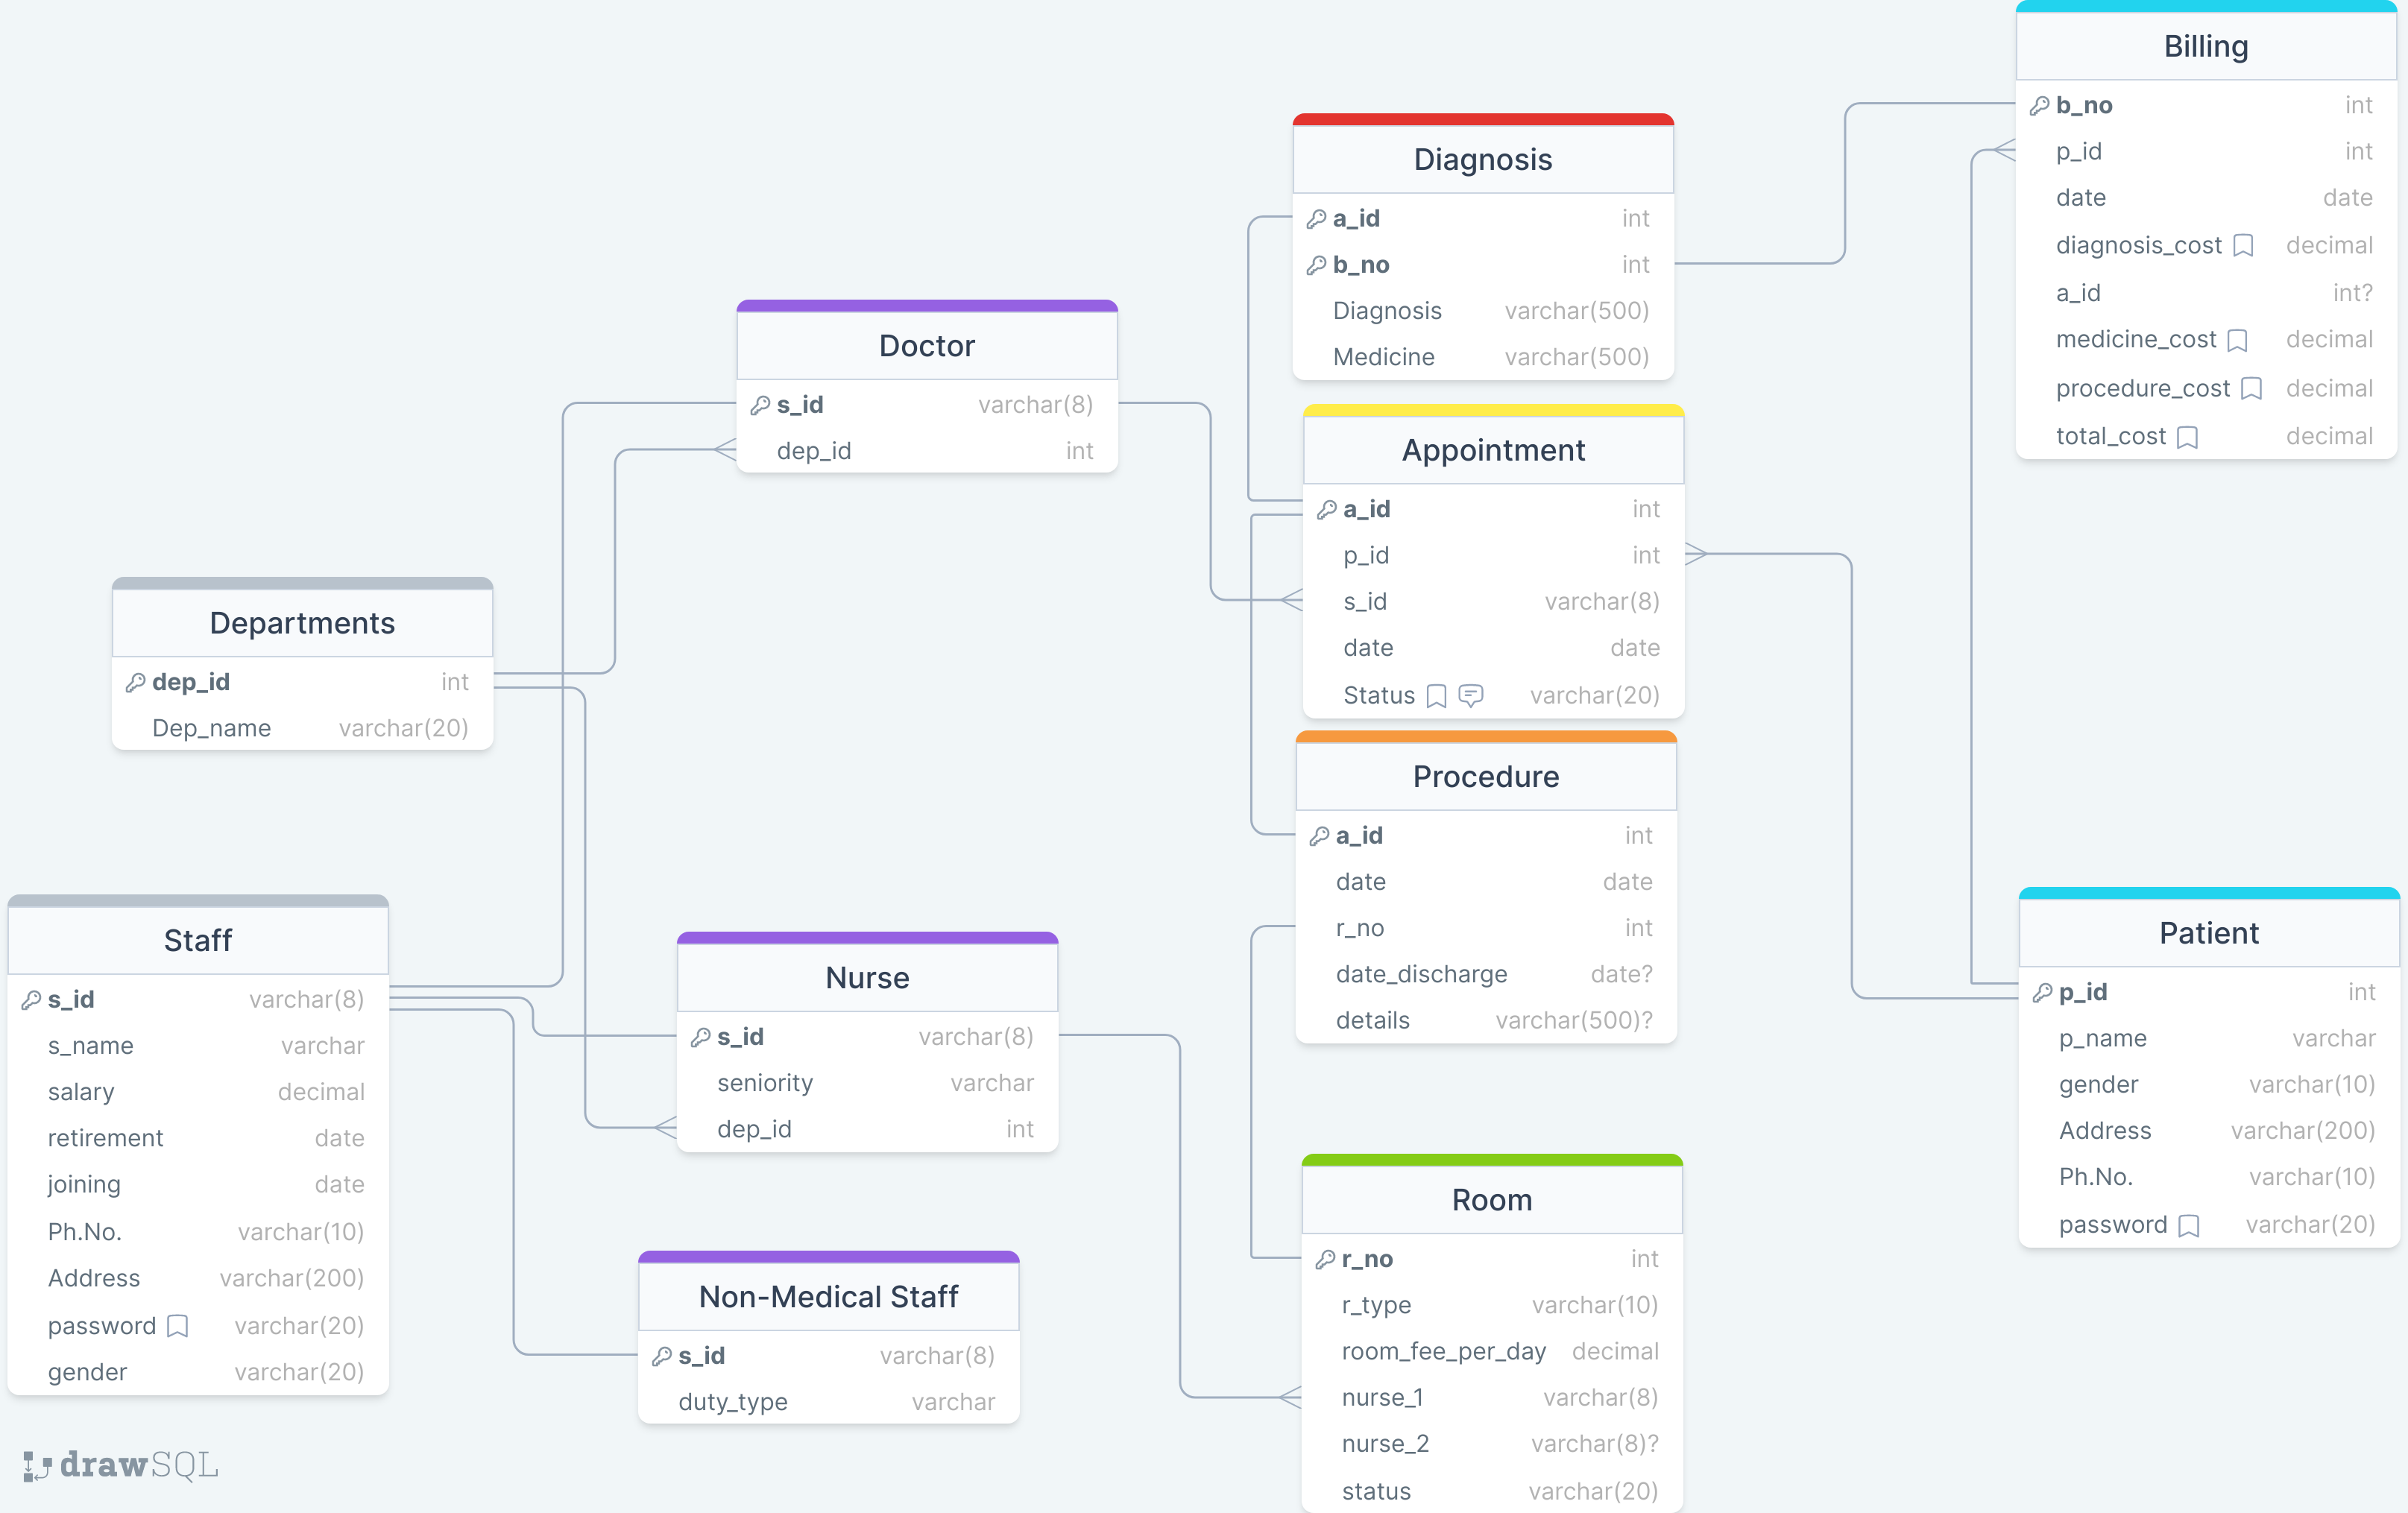 Billing
b_no int
p_id int
date date
diagnosis_cost decimal
a_id int?
medicine_cost decimal
procedure_cost decimal
total_cost decimal
Diagnosis
a_id int
b_no int
Diagnosis varchar(500)
Medicine varchar(500)
Doctor
s_id varchar(8)
dep_id int
Appointment
a_id int
p_id int
s_id varchar(8)
date date
Status varchar(20)
Departments
dep_id int
Dep_name varchar(20)
Procedure
a_id int
date date
r_no int
date_discharge date?
details varchar(500)?
Staff
s_id varchar(8)
s_name varchar
salary decimal
retirement date
joining date
Ph.No. varchar(10)
Address varchar(200)
password varchar(20)
gender varchar(20)
Nurse
s_id varchar(8)
seniority varchar
dep_id int
Patient
p_id int
p_name varchar
gender varchar(10)
Address varchar(200)
Ph.No. varchar(10)
password varchar(20)
Non-Medical Staff
s_id varchar(8)
duty_type varchar
Room
r_no int
r_type varchar(10)
room_fee_per_day decimal
nurse_1 varchar(8)
nurse_2 varchar(8)?
status varchar(20)
drawSQL